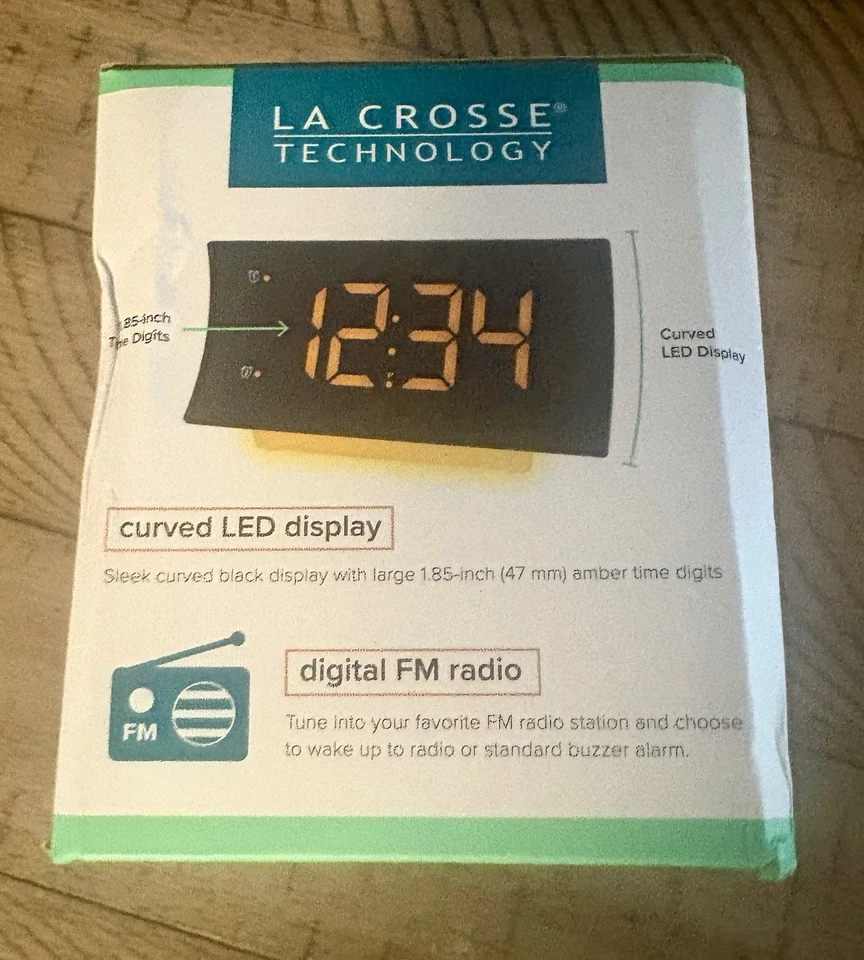 LA CROSSE®
TECHNOLOGY
12:34
.85-inch
Time Digits
Curved
LED Display
curved LED display
Sleek curved black display with large 1.85-inch (47 mm) amber time digits
digital FM radio
FM
Tune into your favorite FM radio station and choose
to wake up to radio or standard buzzer alarm.